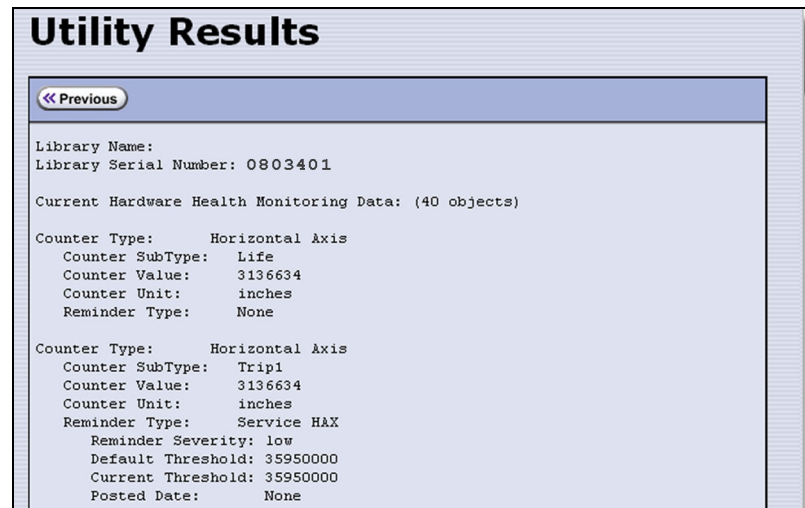 Utility Results
« Previous
Library Name:
Library Serial Number: 0803401
Current Hardware Health Monitoring Data: (40 objects)
Counter Type: Horizontal Axis
Counter SubType: Life
Counter Value: 3136634
Counter Unit: inches
Reminder Type: None
Counter Type: Horizontal Axis
Counter SubType: Trip1
Counter Value: 3136634
Counter Unit: inches
Reminder Type: Service HAX
Reminder Severity: low
Default Threshold: 35950000
Current Threshold: 35950000
Posted Date: None